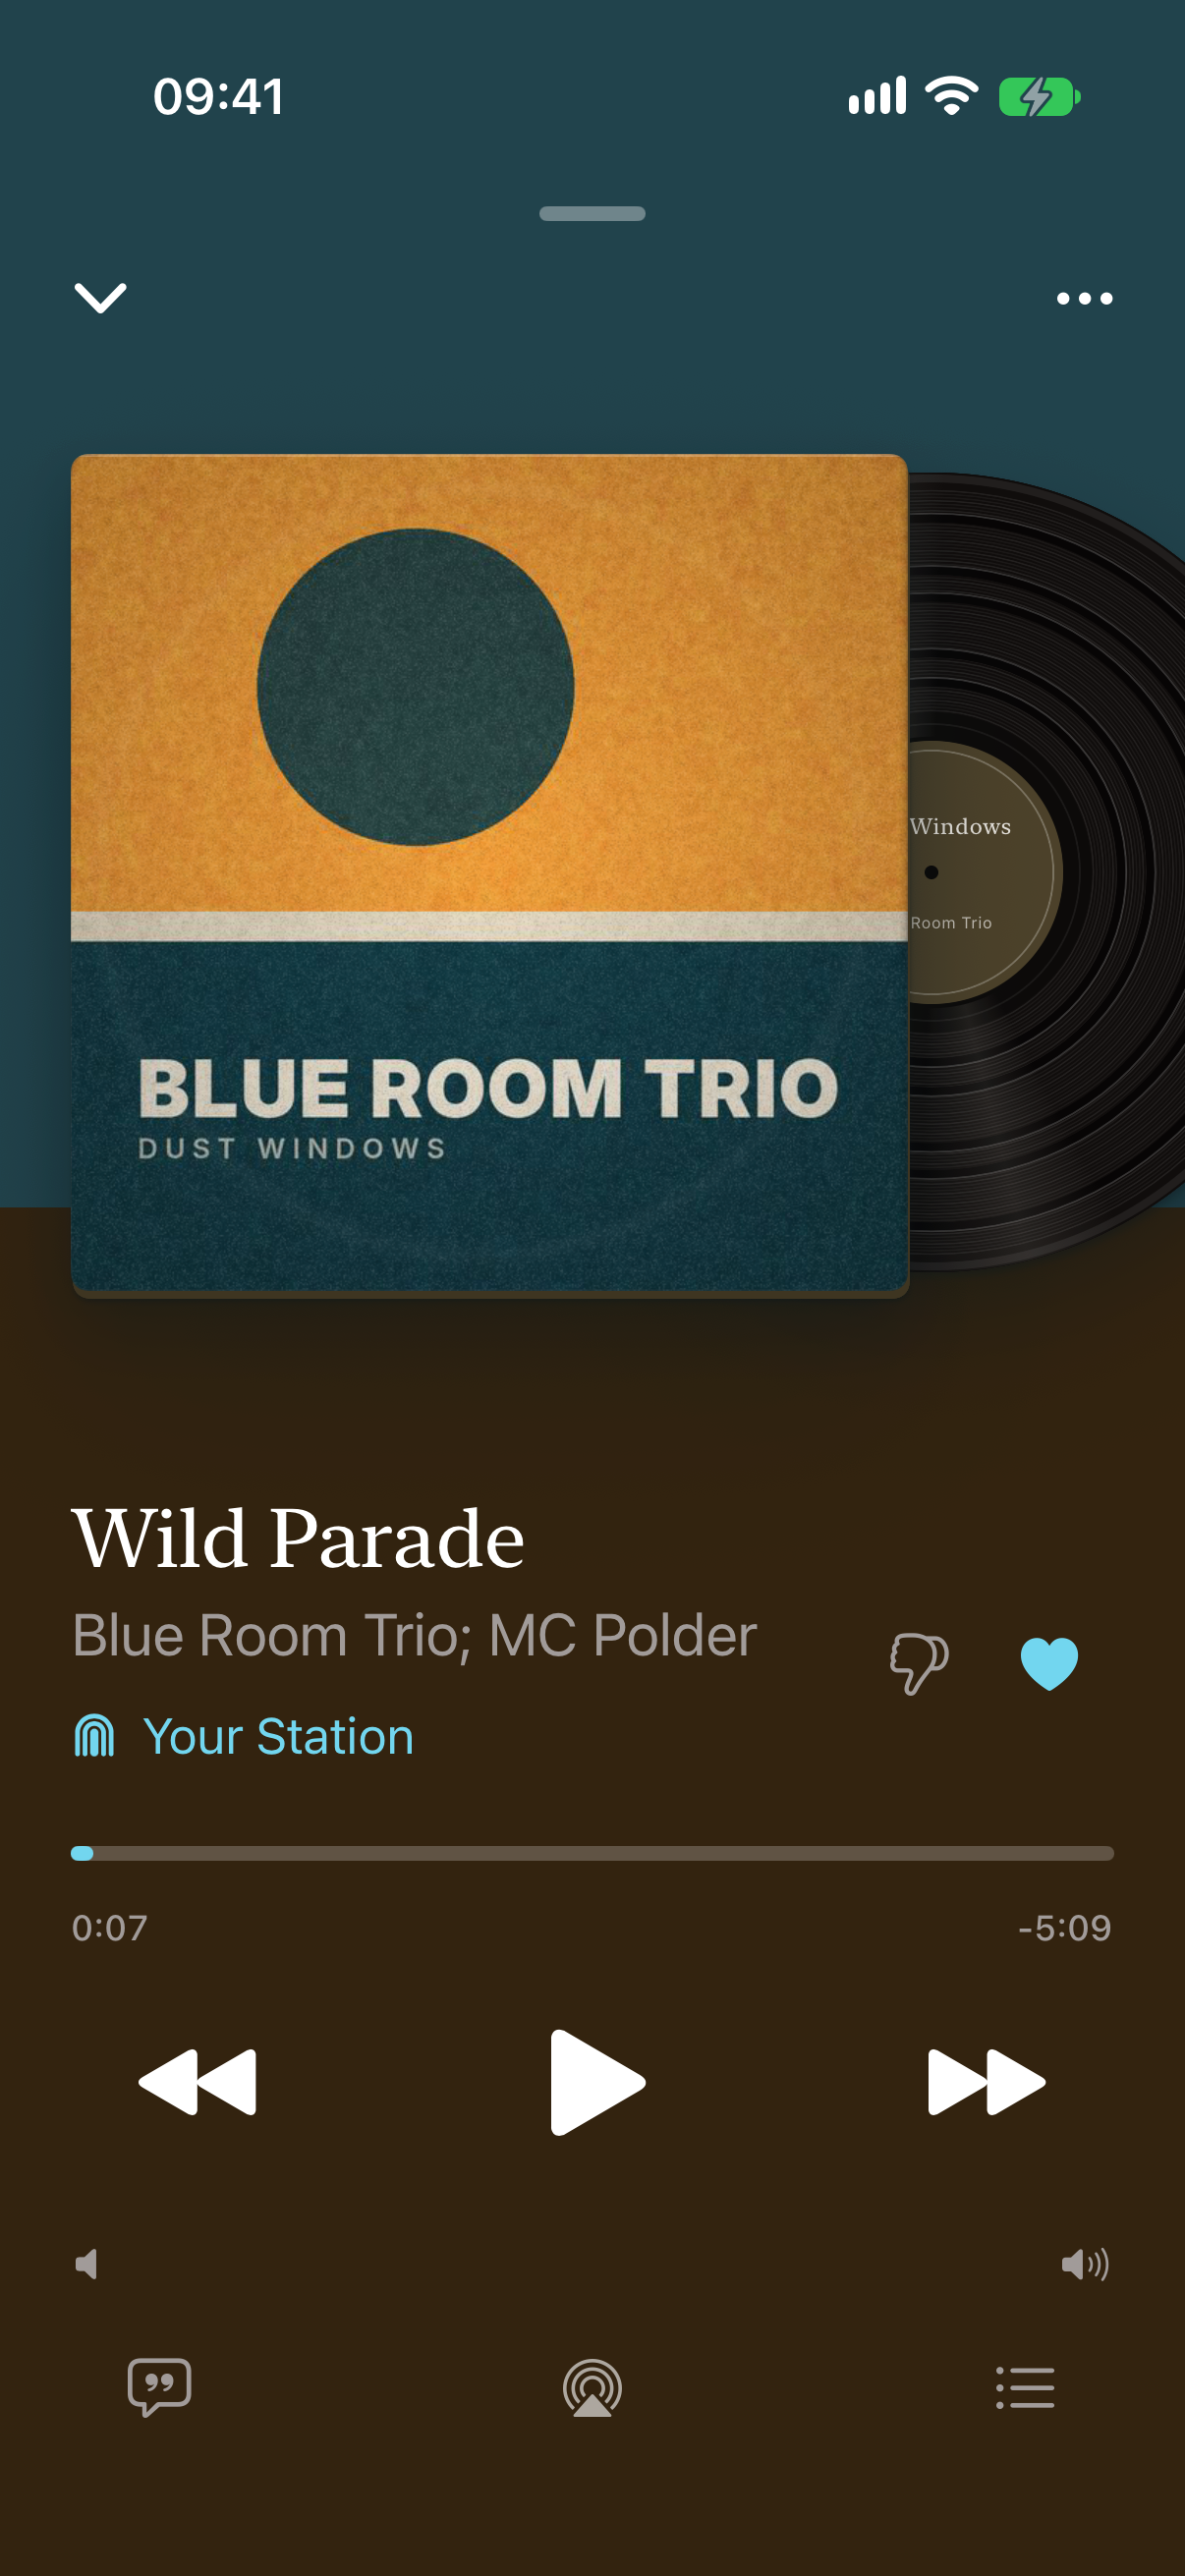 09:41
Windows
Room Trio
BLUE ROOM TRIO
DUST WINDOWS
Wild Parade
Blue Room Trio; MC Polder
Your Station
0:07
-5:09